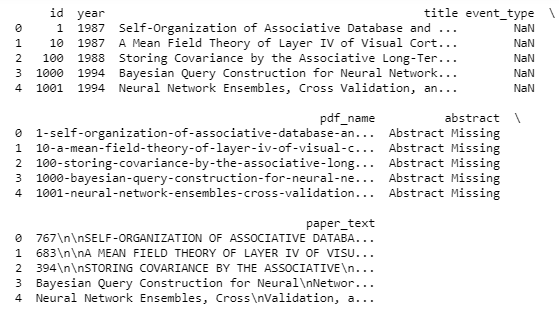 id  year                                              title event_type  \
0     1  1987  Self-Organization of Associative Database and ...        NaN
1    10  1987  A Mean Field Theory of Layer IV of Visual Cort...        NaN
2   100  1988  Storing Covariance by the Associative Long-Ter...        NaN
3  1000  1994  Bayesian Query Construction for Neural Network...        NaN
4  1001  1994  Neural Network Ensembles, Cross Validation, an...        NaN
                                            pdf_name          abstract  \
0  1-self-organization-of-associative-database-an...  Abstract Missing
1  10-a-mean-field-theory-of-layer-iv-of-visual-c...  Abstract Missing
2  100-storing-covariance-by-the-associative-long...  Abstract Missing
3  1000-bayesian-query-construction-for-neural-ne...  Abstract Missing
4  1001-neural-network-ensembles-cross-validation...  Abstract Missing
                                          paper_text
0  767\n\nSELF-ORGANIZATION OF ASSOCIATIVE DATABA...
1  683\n\nA MEAN FIELD THEORY OF LAYER IV OF VISU...
2  394\n\nSTORING COVARIANCE BY THE ASSOCIATIVE\n...
3  Bayesian Query Construction for Neural\nNetwor...
4  Neural Network Ensembles, Cross\nValidation, a...